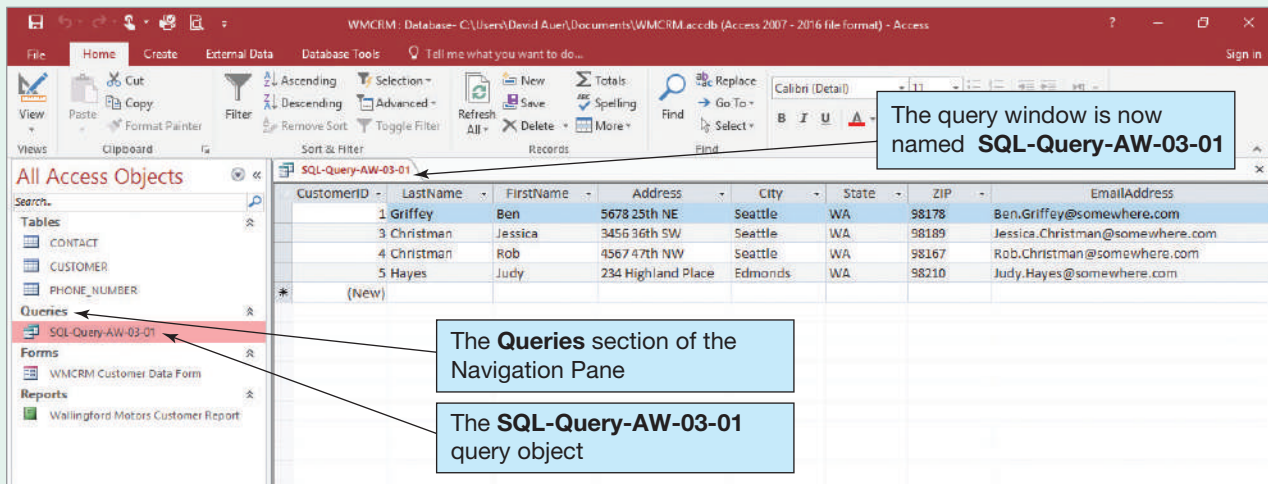 WMCRM : Database- C:\Users\David Auer\Documents\WMCRM.accdb (Access 2007 - 2016 file format) - Access
?
File Home Create External Data Database Tools Tell me what you want to do... Sign in
View
Views
Paste
Cut
Copy
Format Painter
Clipboard
Filter
Ascending
Descending
Remove Sort
Selection
Advanced
Toggle Filter
Sort & Filter
Refresh
All
New
Save
Delete
Totals
Spelling
More
Records
Find
Replace
Go To
Select
Find
Calibri (Detail) 11
B I U A
The query window is now
named SQL-Query-AW-03-01
All Access Objects
Search..
Tables
CONTACT
CUSTOMER
PHONE_NUMBER
Queries
SQL-Query-AW-03-01
Forms
WMCRM Customer Data Form
Reports
Wallingford Motors Customer Report
SQL-Query-AW-03-01
CustomerID LastName FirstName Address City State ZIP EmailAddress
1 Griffey Ben 5678 25th NE Seattle WA 98178 Ben.Griffey@somewhere.com
3 Christman Jessica 3456 36th SW Seattle WA 98189 Jessica.Christman@somewhere.com
4 Christman Rob 4567 47th NW Seattle WA 98167 Rob.Christman@somewhere.com
5 Hayes Judy 234 Highland Place Edmonds WA 98210 Judy.Hayes@somewhere.com
* (New)
The Queries section of the
Navigation Pane
The SQL-Query-AW-03-01
query object